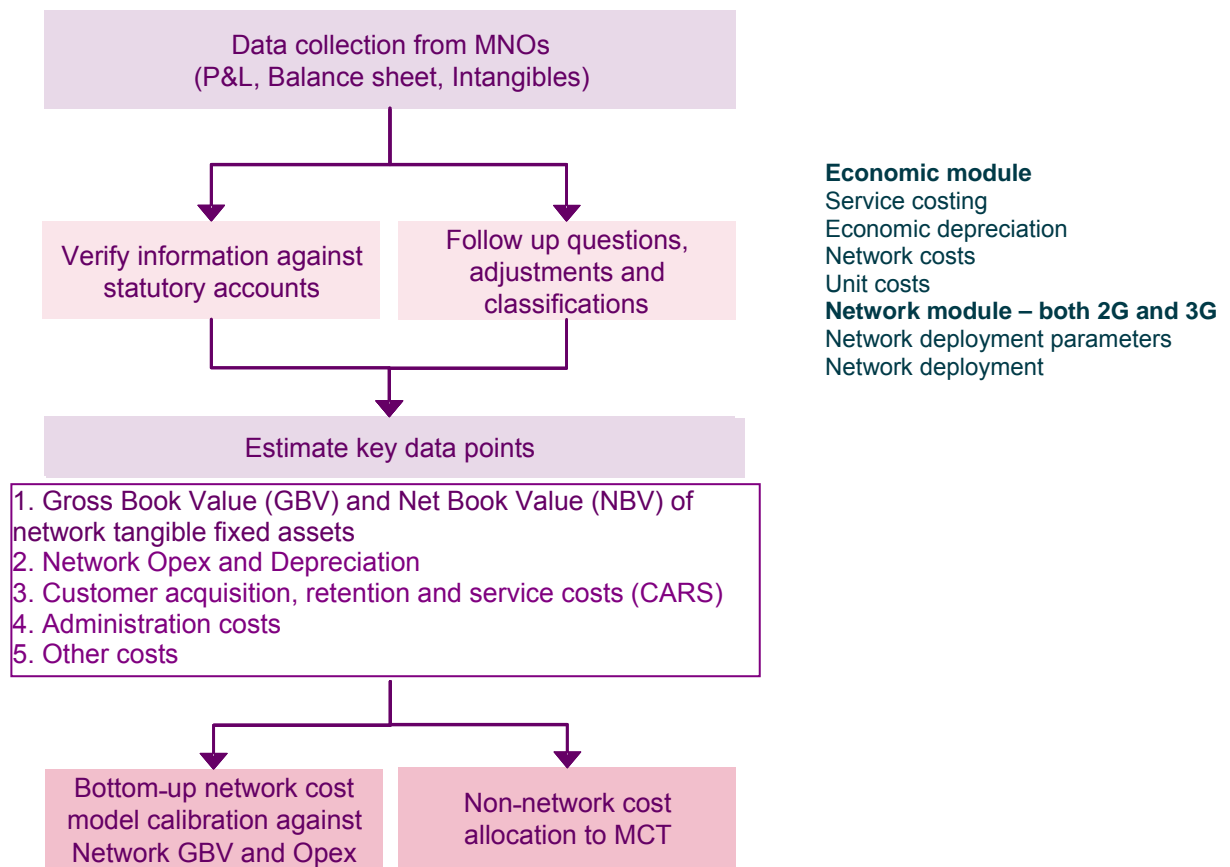 Data collection from MNOs
(P&L, Balance sheet, Intangibles)
Verify information against
statutory accounts
Follow up questions,
adjustments and
classifications
Economic module
Service costing
Economic depreciation
Network costs
Unit costs
Network module – both 2G and 3G
Network deployment parameters
Network deployment
Estimate key data points
1. Gross Book Value (GBV) and Net Book Value (NBV) of
network tangible fixed assets
2. Network Opex and Depreciation
3. Customer acquisition, retention and service costs (CARS)
4. Administration costs
5. Other costs
Bottom-up network cost
model calibration against
Network GBV and Opex
Non-network cost
allocation to MCT